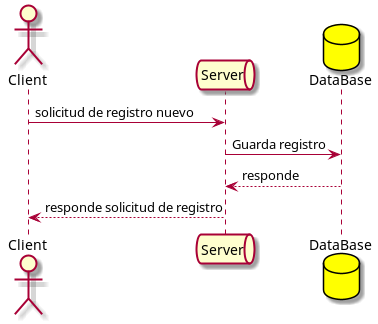 Client
Server
DataBase
solicitud de registro nuevo
Guarda registro
responde
responde solicitud de registro
Client
Server
DataBase